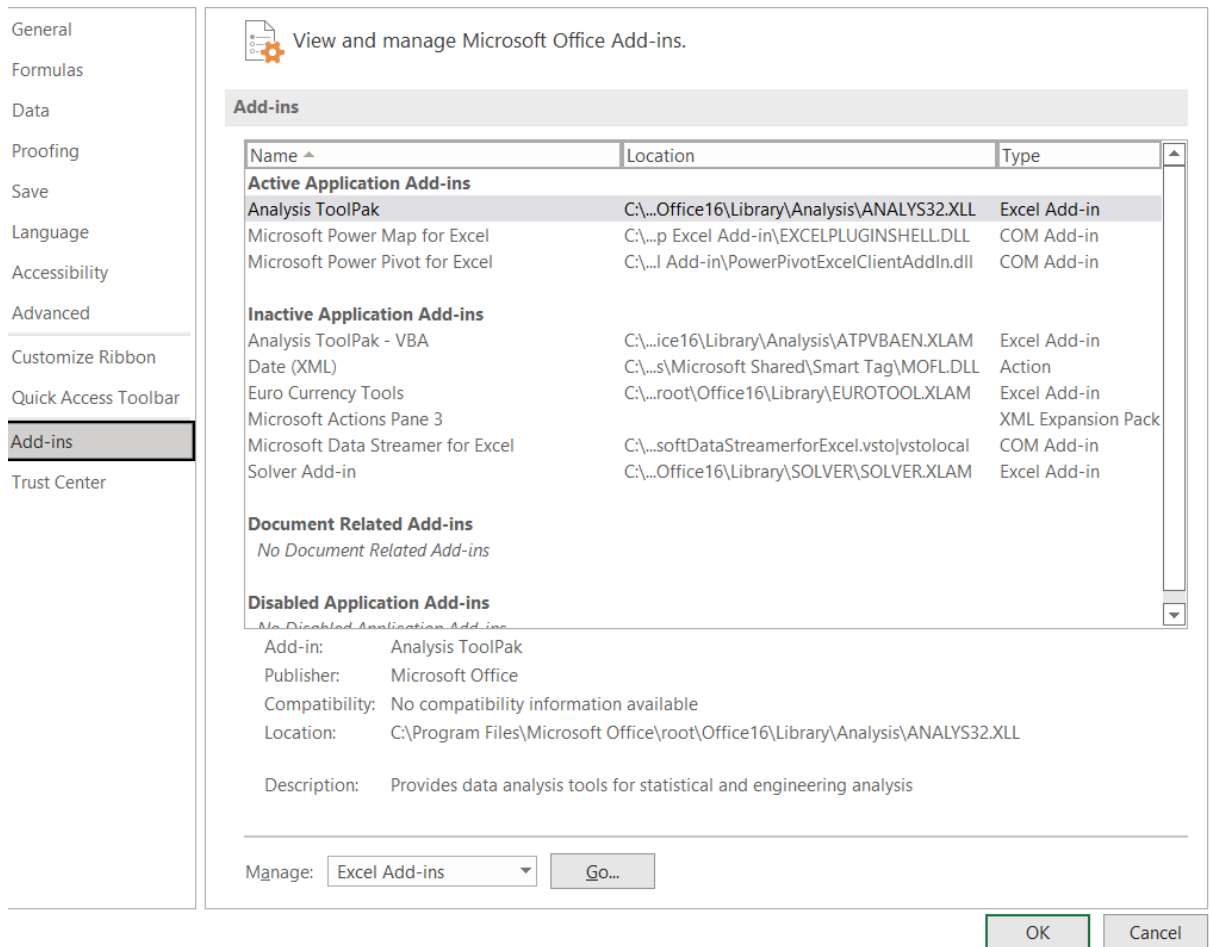 General
Formulas
Data
Proofing
Save
Language
Accessibility
Advanced
Customize Ribbon
Quick Access Toolbar
Add-ins
Trust Center
View and manage Microsoft Office Add-ins.
Add-ins
Name Location Type
Active Application Add-ins
Analysis ToolPak C:\...Office16\Library\Analysis\ANALYS32.XLL Excel Add-in
Microsoft Power Map for Excel C:\...p Excel Add-in\EXCELPLUGINSHELL.DLL COM Add-in
Microsoft Power Pivot for Excel C:\...l Add-in\PowerPivotExcelClientAddIn.dll COM Add-in
Inactive Application Add-ins
Analysis ToolPak - VBA C:\...ice16\Library\Analysis\ATPVBAEN.XLAM Excel Add-in
Date (XML) C:\...s\Microsoft Shared\Smart Tag\MOFL.DLL Action
Euro Currency Tools C:\...root\Office16\Library\EUROTOOL.XLAM Excel Add-in
Microsoft Actions Pane 3 XML Expansion Pack
Microsoft Data Streamer for Excel C:\...softDataStreamerforExcel.vsto|vstolocal COM Add-in
Solver Add-in C:\...Office16\Library\SOLVER\SOLVER.XLAM Excel Add-in
Document Related Add-ins
No Document Related Add-ins
Disabled Application Add-ins
No Disabled Application Add-ins
Add-in: Analysis ToolPak
Publisher: Microsoft Office
Compatibility: No compatibility information available
Location: C:\Program Files\Microsoft Office\root\Office16\Library\Analysis\ANALYS32.XLL
Description: Provides data analysis tools for statistical and engineering analysis
Manage: Excel Add-ins Go...
OK Cancel